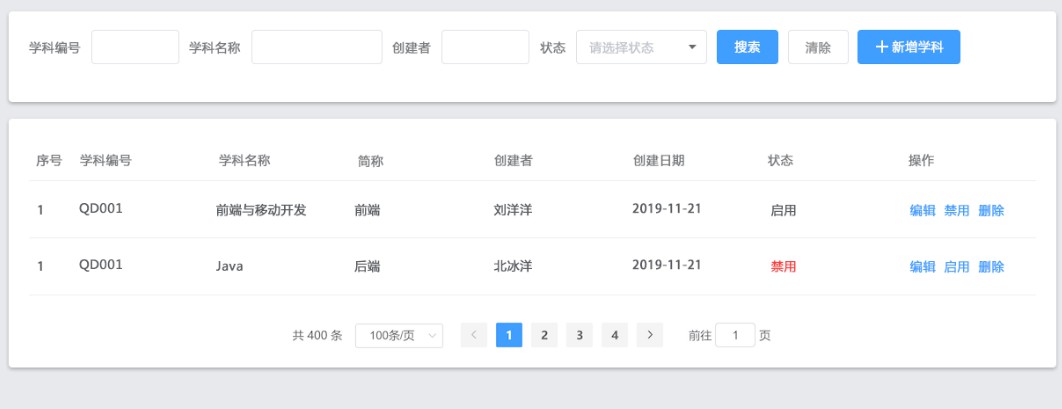 学科编号 学科名称 创建者 状态 请选择状态 搜索 清除 +新增学科
序号 学科编号 学科名称 简称 创建者 创建日期 状态 操作
1 QD001 前端与移动开发 前端 刘洋洋 2019-11-21 启用 编辑 禁用 删除
1 QD001 Java 后端 北冰洋 2019-11-21 禁用 编辑 启用 删除
共 400 条 100条/页 < 1 2 3 4 > 前往 1 页